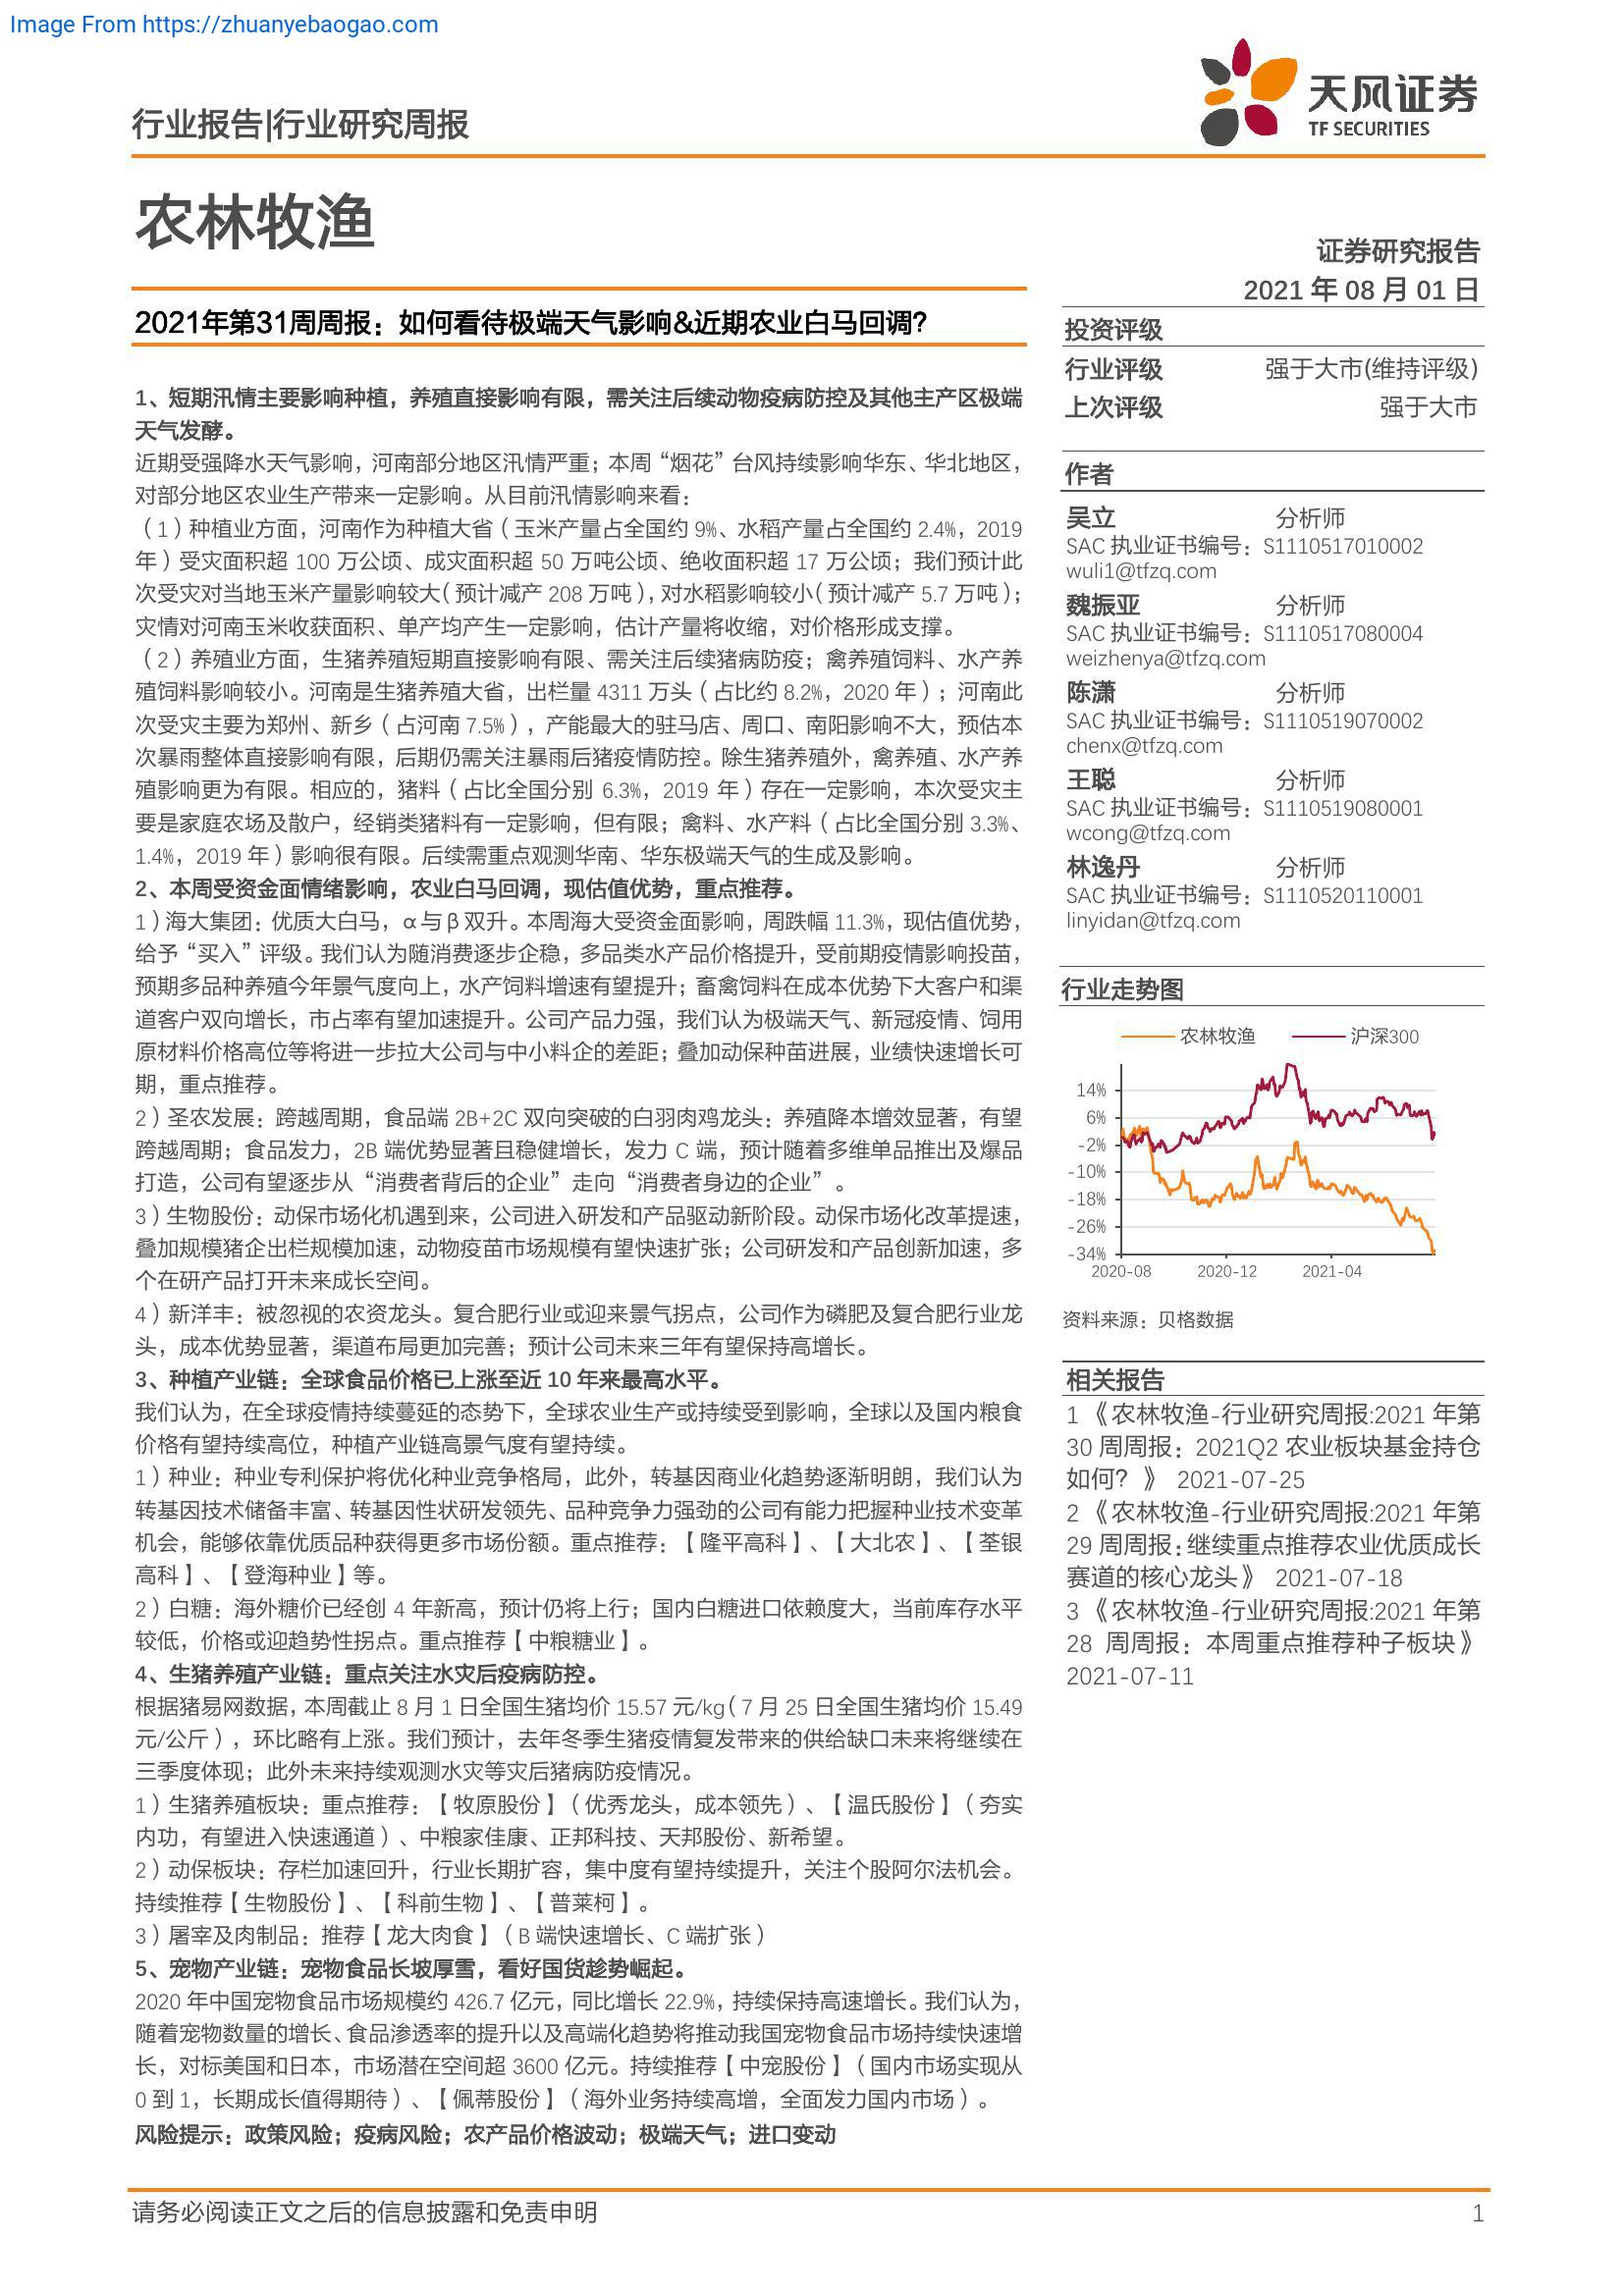 Image From https://zhuanyebaogao.com
行业报告|行业研究周报
天风证券
TF SECURITIES
农林牧渔
证券研究报告
2021 年 08 月 01 日
2021年第31周周报：如何看待极端天气影响&近期农业白马回调？
1、短期汛情主要影响种植，养殖直接影响有限，需关注后续动物疫病防控及其他主产区极端
天气发酵。
近期受强降水天气影响，河南部分地区汛情严重；本周“烟花”台风持续影响华东、华北地区，
对部分地区农业生产带来一定影响。从目前汛情影响来看：
（1）种植业方面，河南作为种植大省（玉米产量占全国约 9%、水稻产量占全国约 2.4%，2019
年）受灾面积超 100 万公顷、成灾面积超 50 万吨公顷、绝收面积超 17 万公顷；我们预计此
次受灾对当地玉米产量影响较大（预计减产 208 万吨），对水稻影响较小（预计减产 5.7 万吨）；
灾情对河南玉米收获面积、单产均产生一定影响，估计产量将收缩，对价格形成支撑。
（2）养殖业方面，生猪养殖短期直接影响有限、需关注后续猪病防疫；禽养殖饲料、水产养
殖饲料影响较小。河南是生猪养殖大省，出栏量 4311 万头（占比约 8.2%，2020 年）；河南此
次受灾主要为郑州、新乡（占河南 7.5%），产能最大的驻马店、周口、南阳影响不大，预估本
次暴雨整体直接影响有限，后期仍需关注暴雨后猪疫情防控。除生猪养殖外，禽养殖、水产养
殖影响更为有限。相应的，猪料（占比全国分别 6.3%，2019 年）存在一定影响，本次受灾主
要是家庭农场及散户，经销类猪料有一定影响，但有限；禽料、水产料（占比全国分别 3.3%、
1.4%，2019 年）影响很有限。后续需重点观测华南、华东极端天气的生成及影响。
2、本周受资金面情绪影响，农业白马回调，现估值优势，重点推荐。
1）海大集团：优质大白马，α与β双升。本周海大受资金面影响，周跌幅 11.3%，现估值优势，
给予“买入”评级。我们认为随消费逐步企稳，多品类水产品价格提升，受前期疫情影响投苗，
预期多品种养殖今年景气度向上，水产饲料增速有望提升；畜禽饲料在成本优势下大客户和渠
道客户双向增长，市占率有望加速提升。公司产品力强，我们认为极端天气、新冠疫情、饲用
原材料价格高位等将进一步拉大公司与中小料企的差距；叠加动保种苗进展，业绩快速增长可
期，重点推荐。
2）圣农发展：跨越周期，食品端 2B+2C 双向突破的白羽肉鸡龙头：养殖降本增效显著，有望
跨越周期；食品发力，2B 端优势显著且稳健增长，发力 C 端，预计随着多维单品推出及爆品
打造，公司有望逐步从“消费者背后的企业”走向“消费者身边的企业”。
3）生物股份：动保市场化机遇到来，公司进入研发和产品驱动新阶段。动保市场化改革提速，
叠加规模猪企出栏规模加速，动物疫苗市场规模有望快速扩张；公司研发和产品创新加速，多
个在研产品打开未来成长空间。
4）新洋丰：被忽视的农资龙头。复合肥行业或迎来景气拐点，公司作为磷肥及复合肥行业龙
头，成本优势显著，渠道布局更加完善；预计公司未来三年有望保持高增长。
3、种植产业链：全球食品价格已上涨至近 10 年来最高水平。
我们认为，在全球疫情持续蔓延的态势下，全球农业生产或持续受到影响，全球以及国内粮食
价格有望持续高位，种植产业链高景气度有望持续。
1）种业：种业专利保护将优化种业竞争格局，此外，转基因商业化趋势逐渐明朗，我们认为
转基因技术储备丰富、转基因性状研发领先、品种竞争力强劲的公司有能力把握种业技术变革
机会，能够依靠优质品种获得更多市场份额。重点推荐：【隆平高科】、【大北农】、【荃银
高科】、【登海种业】等。
2）白糖：海外糖价已经创 4 年新高，预计仍将上行；国内白糖进口依赖度大，当前库存水平
较低，价格或迎趋势性拐点。重点推荐【中粮糖业】。
4、生猪养殖产业链：重点关注水灾后疫病防控。
根据猪易网数据，本周截止 8 月 1 日全国生猪均价 15.57 元/kg（7 月 25 日全国生猪均价 15.49
元/公斤），环比略有上涨。我们预计，去年冬季生猪疫情复发带来的供给缺口未来将继续在
三季度体现；此外未来持续观测水灾等灾后猪病防疫情况。
1）生猪养殖板块：重点推荐：【牧原股份】（优秀龙头，成本领先）、【温氏股份】（夯实
内功，有望进入快速通道）、中粮家佳康、正邦科技、天邦股份、新希望。
2）动保板块：存栏加速回升，行业长期扩容，集中度有望持续提升，关注个股阿尔法机会。
持续推荐【生物股份】、【科前生物】、【普莱柯】。
3）屠宰及肉制品：推荐【龙大肉食】（B 端快速增长、C 端扩张）
5、宠物产业链：宠物食品长坡厚雪，看好国货趁势崛起。
2020 年中国宠物食品市场规模约 426.7 亿元，同比增长 22.9%，持续保持高速增长。我们认为，
随着宠物数量的增长、食品渗透率的提升以及高端化趋势将推动我国宠物食品市场持续快速增
长，对标美国和日本，市场潜在空间超 3600 亿元。持续推荐【中宠股份】（国内市场实现从
0 到 1，长期成长值得期待）、【佩蒂股份】（海外业务持续高增，全面发力国内市场）。
风险提示：政策风险；疫病风险；农产品价格波动；极端天气；进口变动
投资评级
行业评级 强于大市(维持评级)
上次评级 强于大市
作者
吴立 分析师
SAC 执业证书编号：S1110517010002
wuli1@tfzq.com
魏振亚 分析师
SAC 执业证书编号：S1110517080004
weizhenya@tfzq.com
陈潇 分析师
SAC 执业证书编号：S1110519070002
chenx@tfzq.com
王聪 分析师
SAC 执业证书编号：S1110519080001
wcong@tfzq.com
林逸丹 分析师
SAC 执业证书编号：S1110520110001
linyidan@tfzq.com
行业走势图
农林牧渔 沪深300
14%
6%
-2%
-10%
-18%
-26%
-34%
2020-08 2020-12 2021-04
资料来源：贝格数据
相关报告
1 《农林牧渔-行业研究周报:2021 年第
30 周周报：2021Q2 农业板块基金持仓
如何？》 2021-07-25
2 《农林牧渔-行业研究周报:2021 年第
29 周周报:继续重点推荐农业优质成长
赛道的核心龙头》 2021-07-18
3 《农林牧渔-行业研究周报:2021 年第
28 周周报：本周重点推荐种子板块》
2021-07-11
请务必阅读正文之后的信息披露和免责申明 1